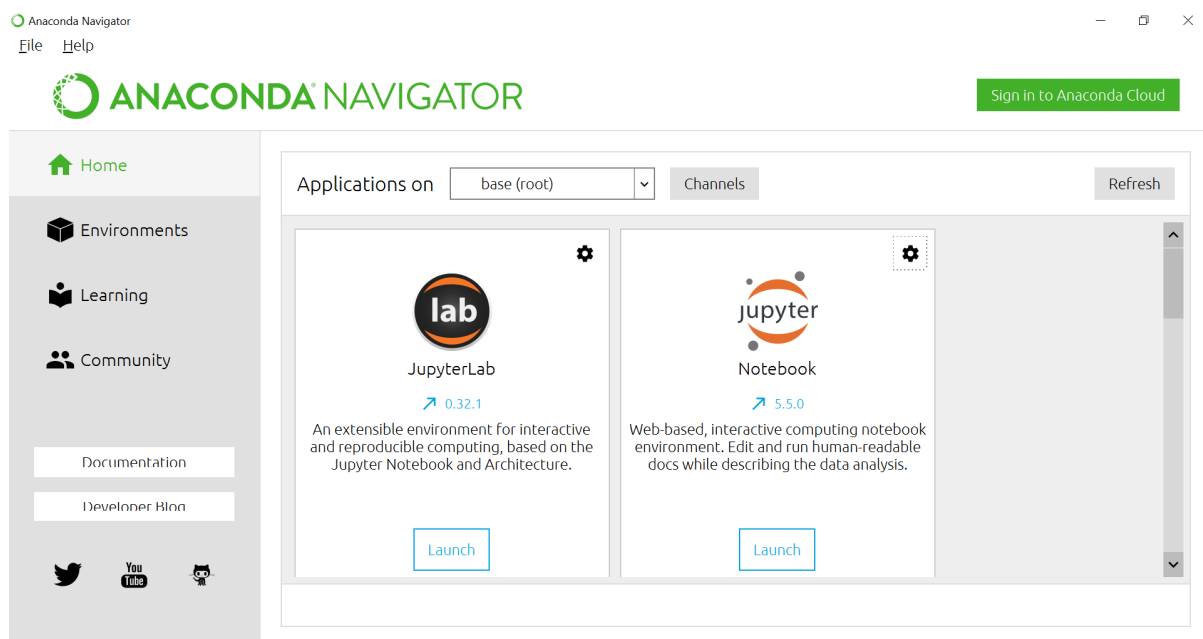 Anaconda Navigator
File Help
ANACONDA® NAVIGATOR
Sign in to Anaconda Cloud
Home
Environments
Learning
Community
Documentation
Developer Blog
You
Tube
Applications on
base (root)
Channels
Refresh
lab
JupyterLab
0.32.1
An extensible environment for interactive
and reproducible computing, based on the
Jupyter Notebook and Architecture.
Launch
jupyter
Notebook
5.5.0
Web-based, interactive computing notebook
environment. Edit and run human-readable
docs while describing the data analysis.
Launch